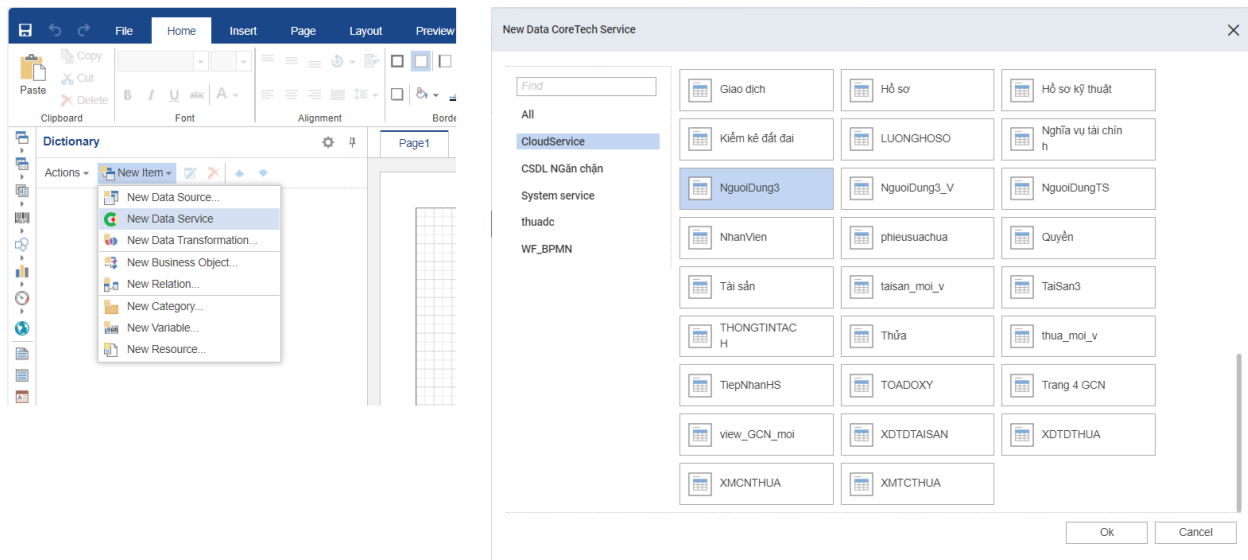 File Home Insert Page Layout Preview
Paste
Copy
Cut
Delete
B I U abc A
Clipboard Font Alignment Borde
Dictionary
Actions New Item
New Data Source...
New Data Service
New Data Transformation...
New Business Object...
New Relation...
New Category...
New Variable...
New Resource...
Page1
New Data CoreTech Service
Find
All
CloudService
CSDL NGăn chặn
System service
thuadc
WF_BPMN
Giao dịch
Hồ sơ
Hồ sơ kỹ thuật
Kiểm kê đất đai
LUONGHOSO
Nghĩa vụ tài chín
h
NguoiDung3
NguoiDung3_V
NguoiDungTS
NhanVien
phieusuachua
Quyền
Tài sản
taisan_moi_v
TaiSan3
THONGTINTAC
H
Thửa
thua_moi_v
TiepNhanHS
TOADOXY
Trang 4 GCN
view_GCN_moi
XDTDTAISAN
XDTDTHUA
XMCNTHUA
XMTCTHUA
Ok
Cancel